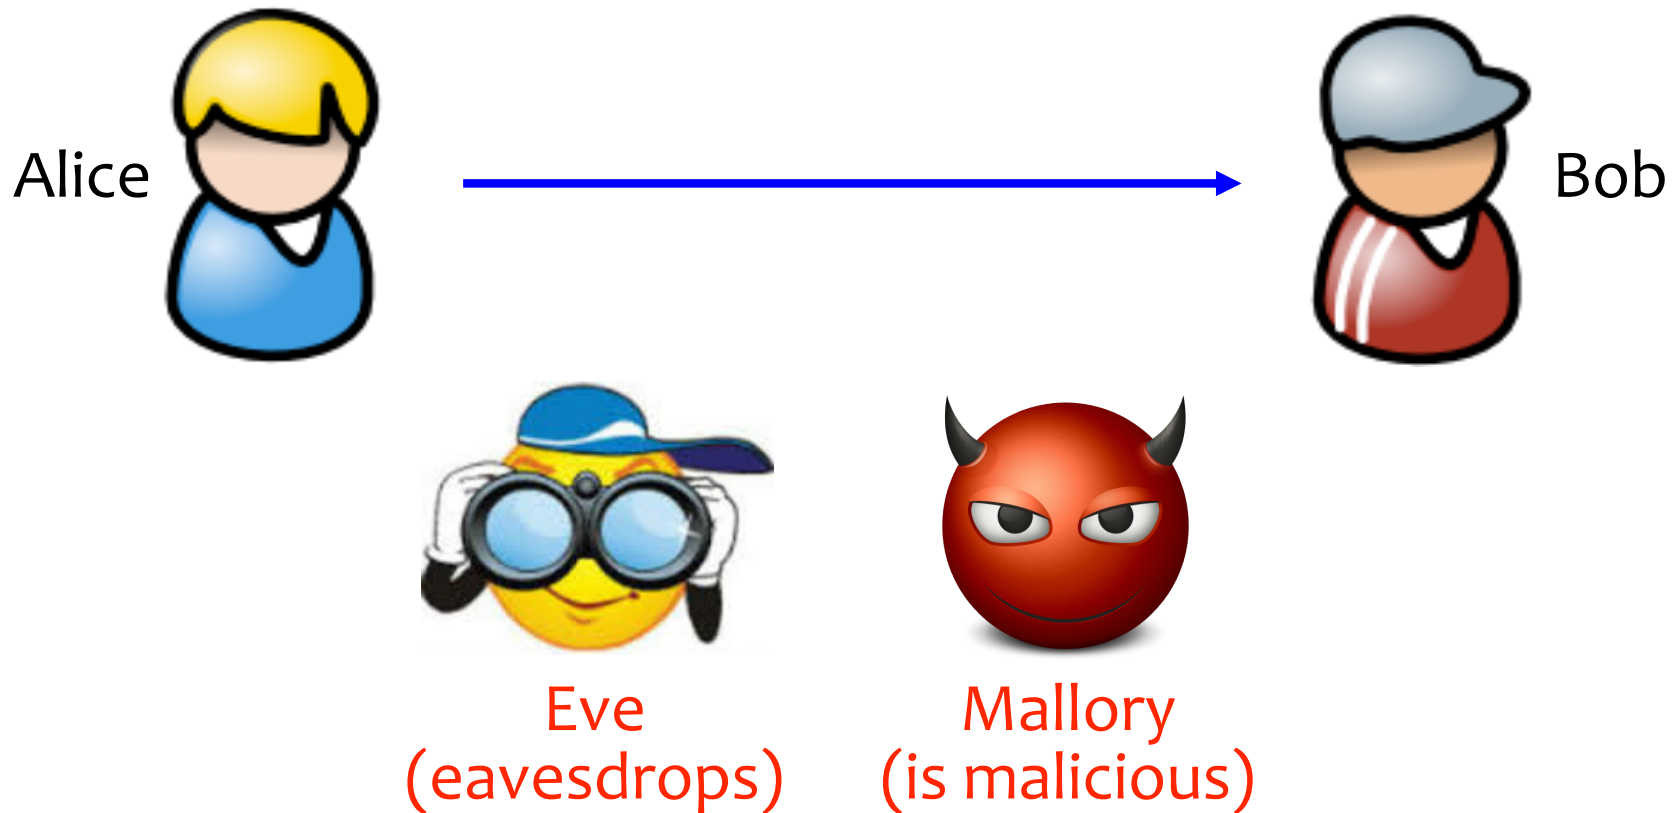 Alice
Bob
Eve
(eavesdrops)
Mallory
(is malicious)